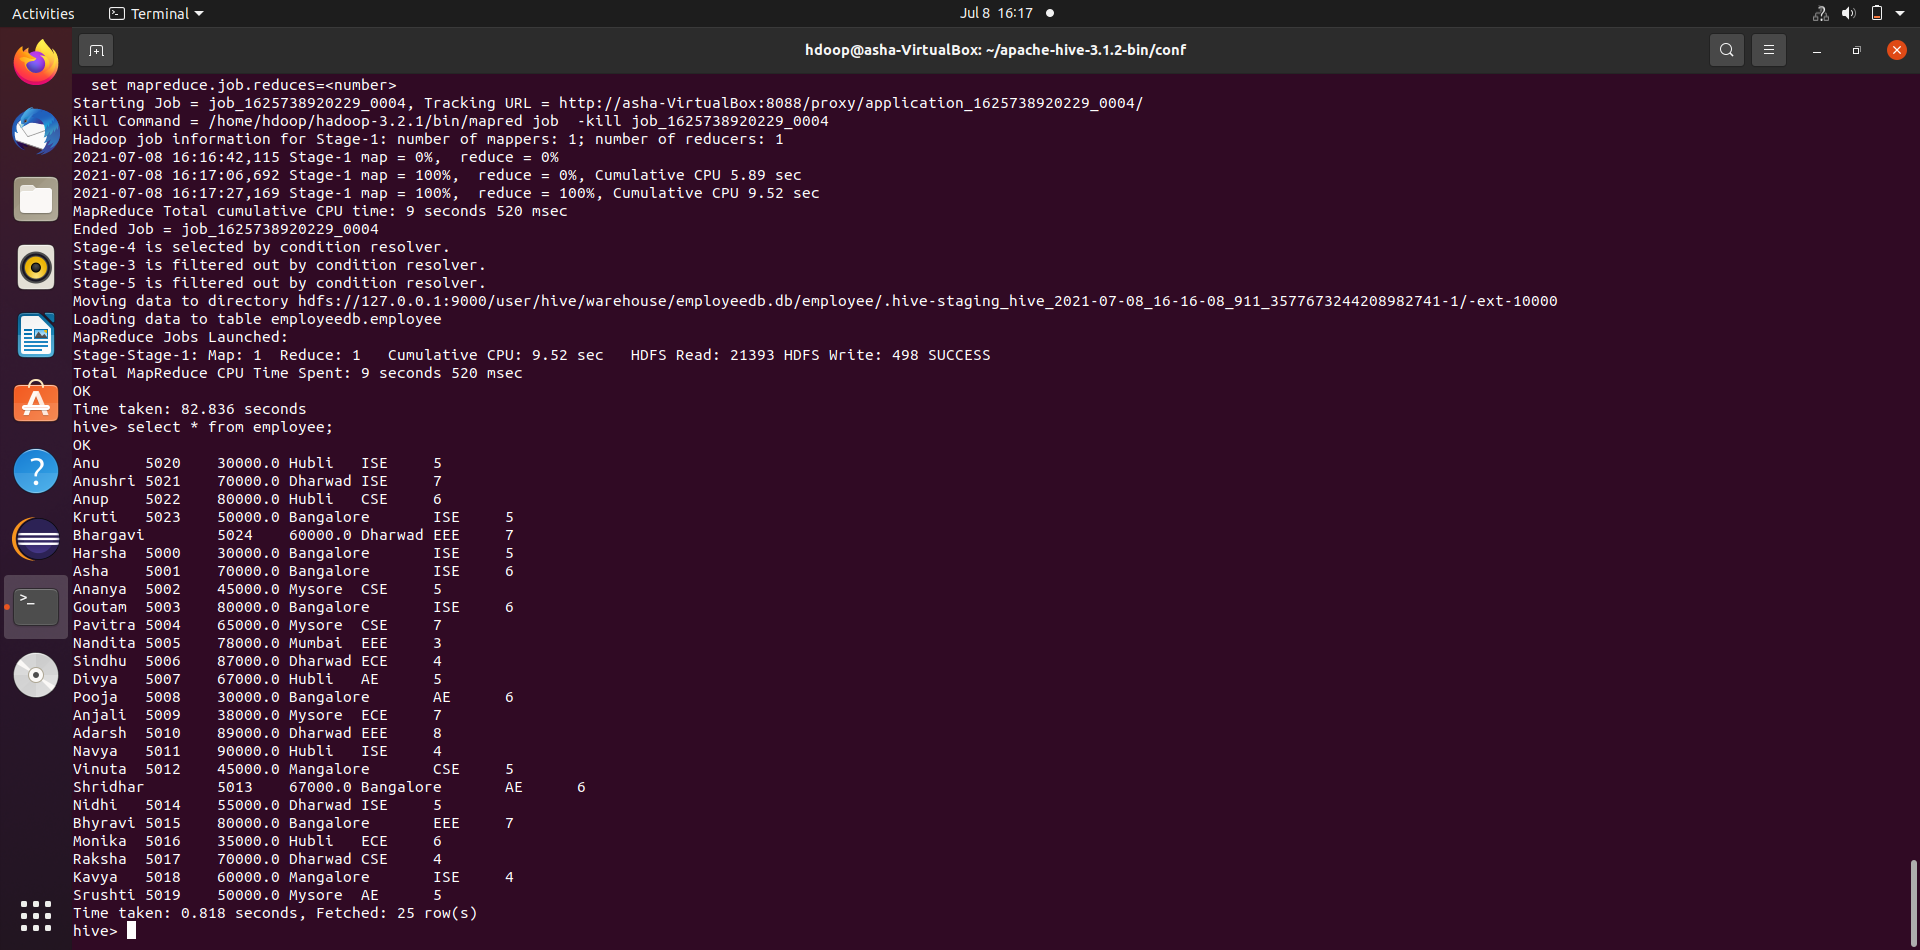 Activities Terminal Jul 8 16:17
hdoop@asha-VirtualBox: ~/apache-hive-3.1.2-bin/conf
set mapreduce.job.reduces=<number>
Starting Job = job_1625738920229_0004, Tracking URL = http://asha-VirtualBox:8088/proxy/application_1625738920229_0004/
Kill Command = /home/hdoop/hadoop-3.2.1/bin/mapred job  -kill job_1625738920229_0004
Hadoop job information for Stage-1: number of mappers: 1; number of reducers: 1
2021-07-08 16:16:42,115 Stage-1 map = 0%,  reduce = 0%
2021-07-08 16:17:06,692 Stage-1 map = 100%,  reduce = 0%, Cumulative CPU 5.89 sec
2021-07-08 16:17:27,169 Stage-1 map = 100%,  reduce = 100%, Cumulative CPU 9.52 sec
MapReduce Total cumulative CPU time: 9 seconds 520 msec
Ended Job = job_1625738920229_0004
Stage-4 is selected by condition resolver.
Stage-3 is filtered out by condition resolver.
Stage-5 is filtered out by condition resolver.
Moving data to directory hdfs://127.0.0.1:9000/user/hive/warehouse/employeedb.db/employee/.hive-staging_hive_2021-07-08_16-16-08_911_3577673244208982741-1/-ext-10000
Loading data to table employeedb.employee
MapReduce Jobs Launched:
Stage-Stage-1: Map: 1  Reduce: 1   Cumulative CPU: 9.52 sec   HDFS Read: 21393 HDFS Write: 498 SUCCESS
Total MapReduce CPU Time Spent: 9 seconds 520 msec
OK
Time taken: 82.836 seconds
hive> select * from employee;
OK
Anu     5020    30000.0 Hubli   ISE     5
Anushri 5021    70000.0 Dharwad ISE     7
Anup    5022    80000.0 Hubli   CSE     6
Kruti   5023    50000.0 Bangalore       ISE     5
Bhargavi        5024    60000.0 Dharwad EEE     7
Harsha  5000    30000.0 Bangalore       ISE     5
Asha    5001    70000.0 Bangalore       ISE     6
Ananya  5002    45000.0 Mysore  CSE     5
Goutam  5003    80000.0 Bangalore       ISE     6
Pavitra 5004    65000.0 Mysore  CSE     7
Nandita 5005    78000.0 Mumbai  EEE     3
Sindhu  5006    87000.0 Dharwad ECE     4
Divya   5007    67000.0 Hubli   AE      5
Pooja   5008    30000.0 Bangalore       AE      6
Anjali  5009    38000.0 Mysore  ECE     7
Adarsh  5010    89000.0 Dharwad EEE     8
Navya   5011    90000.0 Hubli   ISE     4
Vinuta  5012    45000.0 Mangalore       CSE     5
Shridhar        5013    67000.0 Bangalore       AE      6
Nidhi   5014    55000.0 Dharwad ISE     5
Bhyravi 5015    80000.0 Bangalore       EEE     7
Monika  5016    35000.0 Hubli   ECE     6
Raksha  5017    70000.0 Dharwad CSE     4
Kavya   5018    60000.0 Mangalore       ISE     4
Srushti 5019    50000.0 Mysore  AE      5
Time taken: 0.818 seconds, Fetched: 25 row(s)
hive>